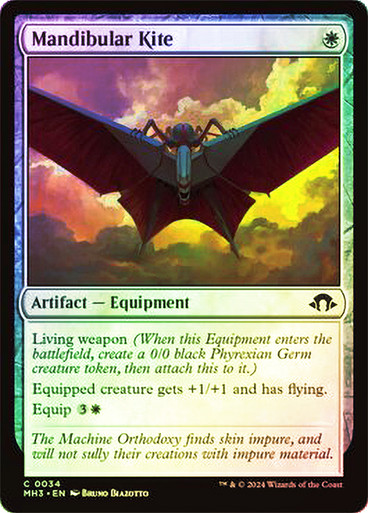 Mandibular Kite
Artifact — Equipment
Living weapon (When this Equipment enters the
battlefield, create a 0/0 black Phyrexian Germ
creature token, then attach this to it.)
Equipped creature gets +1/+1 and has flying.
Equip 3
The Machine Orthodoxy finds skin impure, and
will not sully their creations with impure material.
C 0034
MH3 • EN Bruno Biazotto
™ & © 2024 Wizards of the Coast